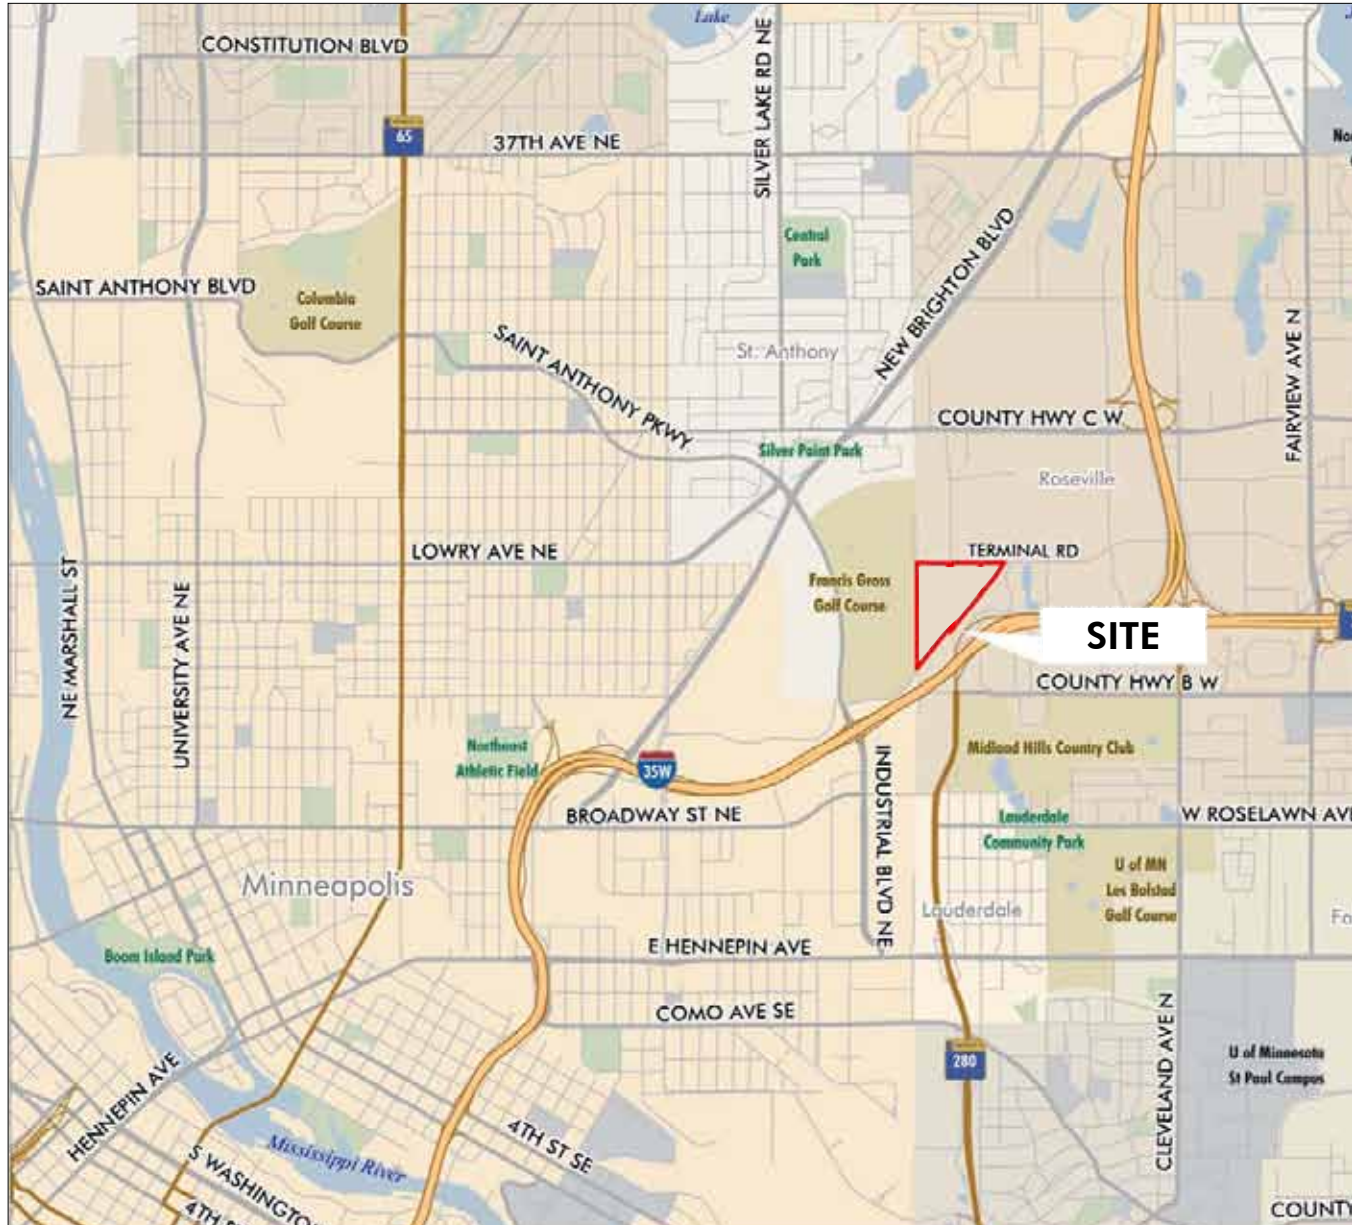 Lake
CONSTITUTION BLVD
SILVER LAKE RD NE
65
37TH AVE NE
Central
Park
NEW BRIGHTON BLVD
SAINT ANTHONY BLVD
Columbia
Golf Course
SAINT ANTHONY PKWY
St. Anthony
FAIRVIEW AVE N
COUNTY HWY C W
Silver Point Park
Roseville
LOWRY AVE NE
TERMINAL RD
NE MARSHALL ST
UNIVERSITY AVE NE
Francis Gross
Golf Course
SITE
COUNTY HWY B W
Northeast
Athletic Field
35W
Midland Hills Country Club
INDUSTRIAL BLVD NE
BROADWAY ST NE
Lauderdale
Community Park
W ROSELAWN AV
Minneapolis
U of MN
Les Bolstad
Golf Course
Lauderdale
Boom Island Park
E HENNEPIN AVE
COMO AVE SE
280
CLEVELAND AVE N
U of Minnesota
St Paul Campus
HENNEPIN AVE
Mississippi River
4TH ST SE
S WASHINGTO
4TH
COUNTY